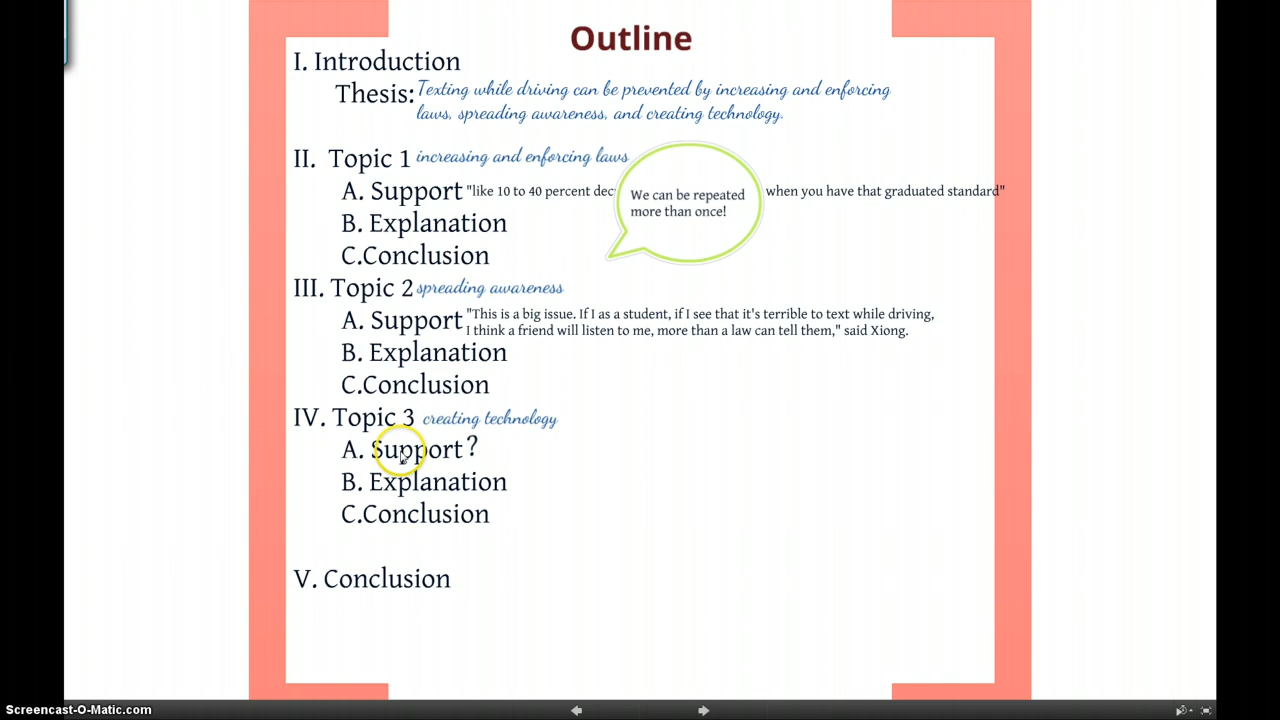 Outline
I. Introduction
Thesis: Texting while driving can be prevented by increasing and enforcing
laws, spreading awareness, and creating technology.
II. Topic 1 increasing and enforcing laws
A. Support "like 10 to 40 percent when you have that graduated standard"
We can be repeated
more than once!
B. Explanation
C.Conclusion
III. Topic 2 spreading awareness
A. Support "This is a big issue. If I as a student, if I see that it's terrible to text while driving,
I think a friend will listen to me, more than a law can tell them," said Xiong.
B. Explanation
C.Conclusion
IV. Topic 3 creating technology
A. Support ?
B. Explanation
C.Conclusion
V. Conclusion
Screencast-O-Matic.com